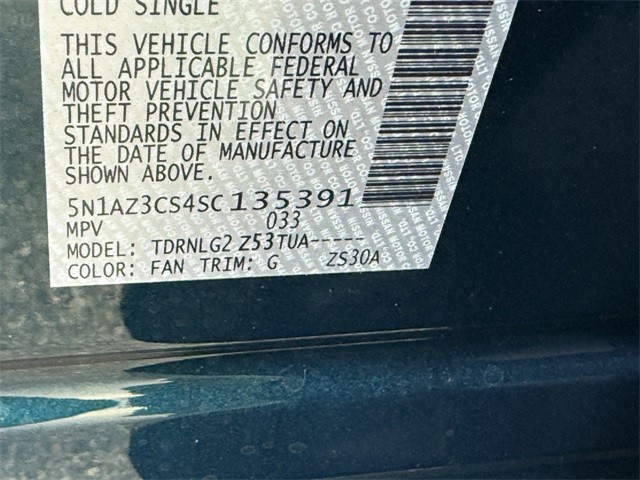 COLD SINGLE
THIS VEHICLE CONFORMS TO
ALL APPLICABLE FEDERAL
MOTOR VEHICLE SAFETY AND
THEFT PREVENTION
STANDARDS IN EFFECT ON
THE DATE OF MANUFACTURE
SHOWN ABOVE.
5N1AZ3CS4SC135391
MPV 033
MODEL: TDRNLG2 Z53TUA-----
COLOR: FAN TRIM: G ZS30A